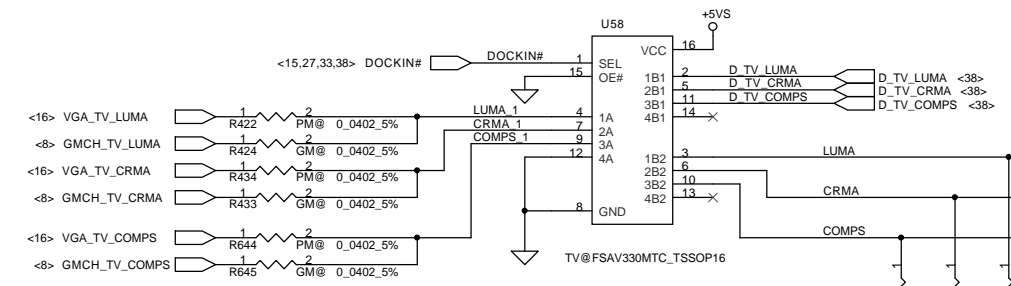 U58
+5VS
<15,27,33,38> DOCKIN# DOCKIN# 1 SEL VCC 16
15 OE#
1B1 2 D_TV_LUMA D_TV_LUMA <38>
2B1 5 D_TV_CRMA D_TV_CRMA <38>
3B1 11 D_TV_COMPS D_TV_COMPS <38>
4B1 14
<16> VGA_TV_LUMA 1 2 LUMA_1 4 1A
R422 PM@ 0_0402_5% CRMA_1 7 2A
<8> GMCH_TV_LUMA 1 2 COMPS_1 9 3A
R424 GM@ 0_0402_5% 12 4A
<16> VGA_TV_CRMA 1 2
R434 PM@ 0_0402_5%
<8> GMCH_TV_CRMA 1 2
R433 GM@ 0_0402_5%
1B2 3 LUMA
2B2 6 CRMA
3B2 10 COMPS
4B2 13
8 GND
<16> VGA_TV_COMPS 1 2
R644 PM@ 0_0402_5%
<8> GMCH_TV_COMPS 1 2
R645 GM@ 0_0402_5%
TV@FSAV330MTC_TSSOP16
1 1 1